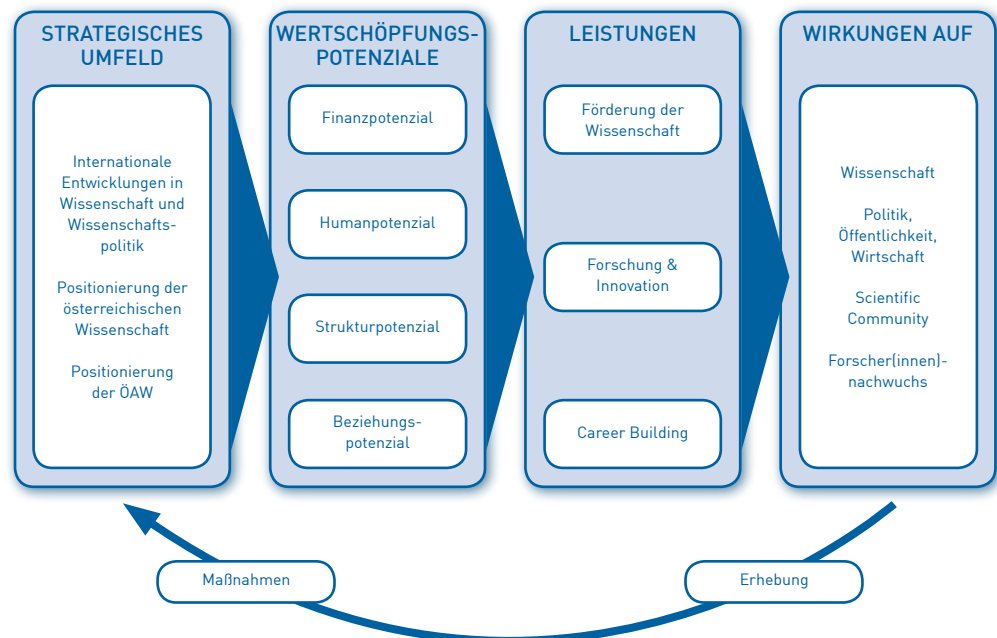 STRATEGISCHES
UMFELD
Internationale
Entwicklungen in
Wissenschaft und
Wissenschafts-
politik
Positionierung der
österreichischen
Wissenschaft
Positionierung
der ÖAW
WERTSCHÖPFUNGS-
POTENZIALE
Finanzpotenzial
Humanpotenzial
Strukturpotenzial
Beziehungs-
potenzial
LEISTUNGEN
Förderung der
Wissenschaft
Forschung &
Innovation
Career Building
WIRKUNGEN AUF
Wissenschaft
Politik,
Öffentlichkeit,
Wirtschaft
Scientific
Community
Forscher(innen)-
nachwuchs
Maßnahmen
Erhebung